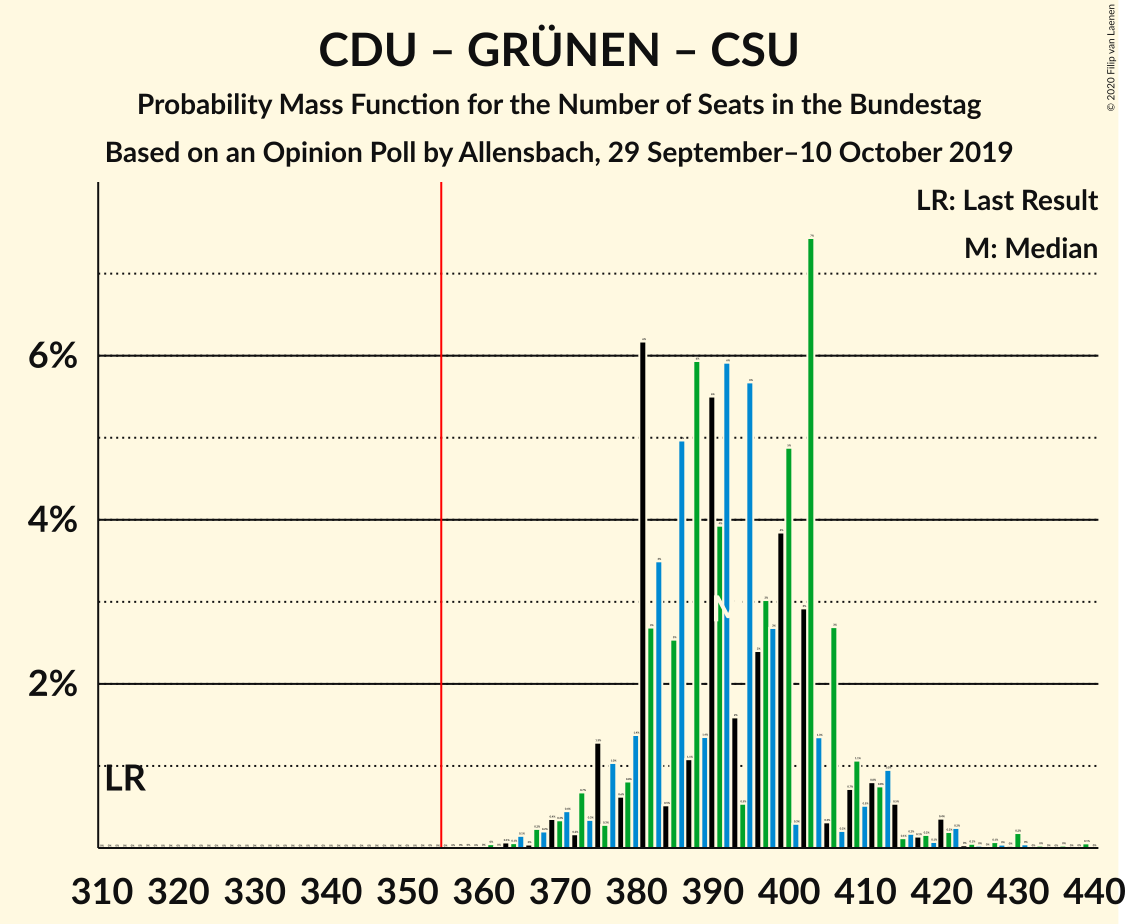 CDU – GRÜNEN – CSU
Probability Mass Function for the Number of Seats in the Bundestag
Based on an Opinion Poll by Allensbach, 29 September–10 October 2019
© 2020 Filip van Laenen
LR: Last Result
M: Median
6%
4%
2%
LR
M
310 320 330 340 350 360 370 380 390 400 410 420 430 440